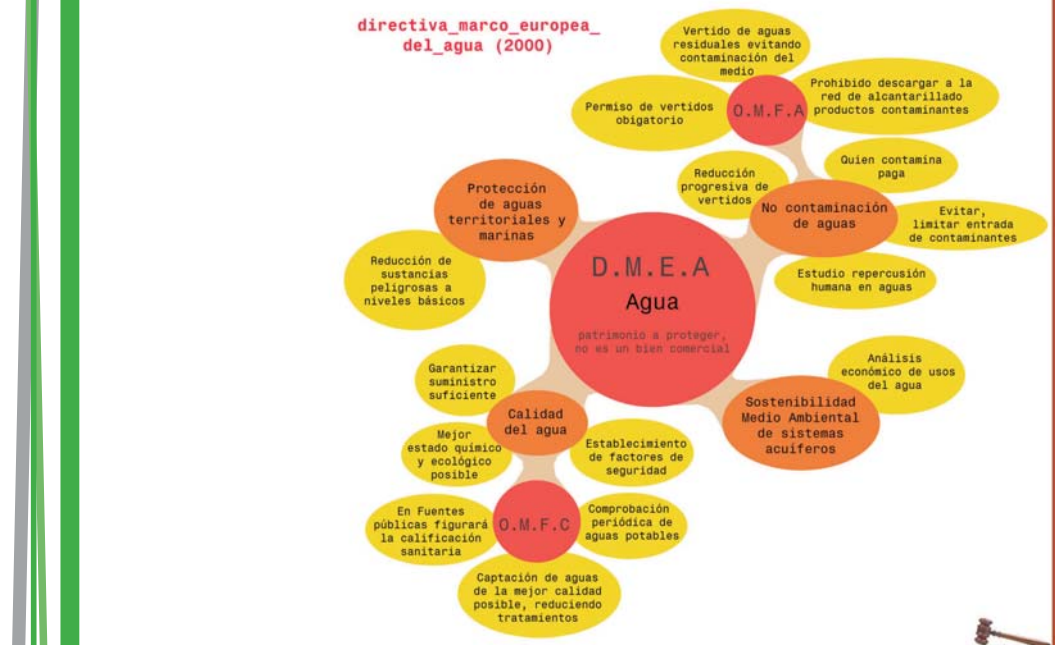 directiva_marco_europea_
del_agua (2000)
Vertido de aguas
residuales evitando
contaminación del
medio
Prohibido descargar a la
red de alcantarillado
productos contaminantes
Permiso de vertidos
obligatorio
O.M.F.A
Quien contamina
paga
Reducción
progresiva de
vertidos
No contaminación
de aguas
Evitar,
limitar entrada
de contaminantes
Estudio repercusión
humana en aguas
Protección
de aguas
territoriales y
marinas
Reducción de
sustancias
peligrosas a
niveles básicos
D.M.E.A
Agua
patrimonio a proteger,
no es un bien comercial
Análisis
económico de usos
del agua
Sostenibilidad
Medio Ambiental
de sistemas
acuíferos
Garantizar
suministro
suficiente
Calidad
del agua
Mejor
estado químico
y ecológico
posible
Establecimiento
de factores de
seguridad
En Fuentes
públicas figurará
la calificación
sanitaria
O.M.F.C
Comprobación
periódica de
aguas potables
Captación de aguas
de la mejor calidad
posible, reduciendo
tratamientos